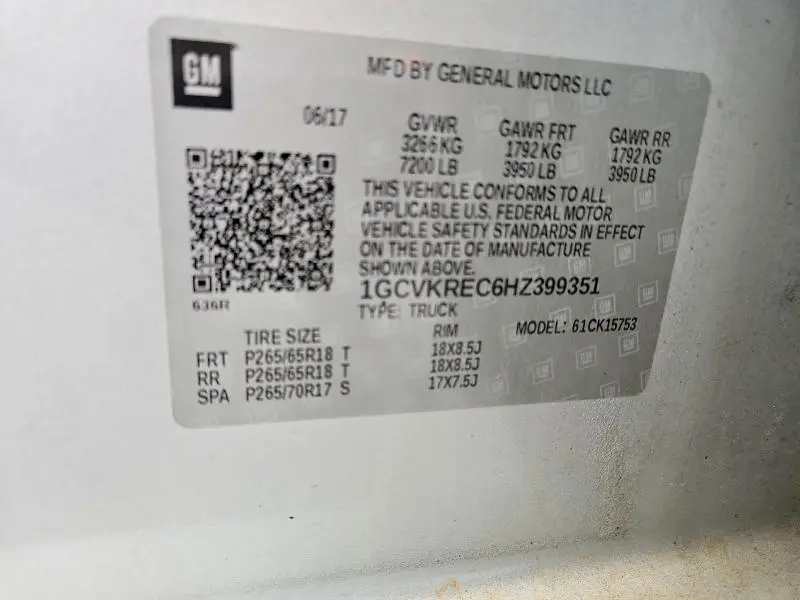 GM
MFD BY GENERAL MOTORS LLC
06/17
GVWR GAWR FRT GAWR RR
3266 KG 1792 KG 1792 KG
7200 LB 3950 LB 3950 LB
THIS VEHICLE CONFORMS TO ALL
APPLICABLE U.S. FEDERAL MOTOR
VEHICLE SAFETY STANDARDS IN EFFECT
ON THE DATE OF MANUFACTURE
SHOWN ABOVE.
1GCVKREC6HZ399351
636R
TYPE: TRUCK MODEL: 61CK15753
TIRE SIZE RIM
FRT P265/65R18 T 18X8.5J
RR P265/65R18 T 18X8.5J
SPA P265/70R17 S 17X7.5J